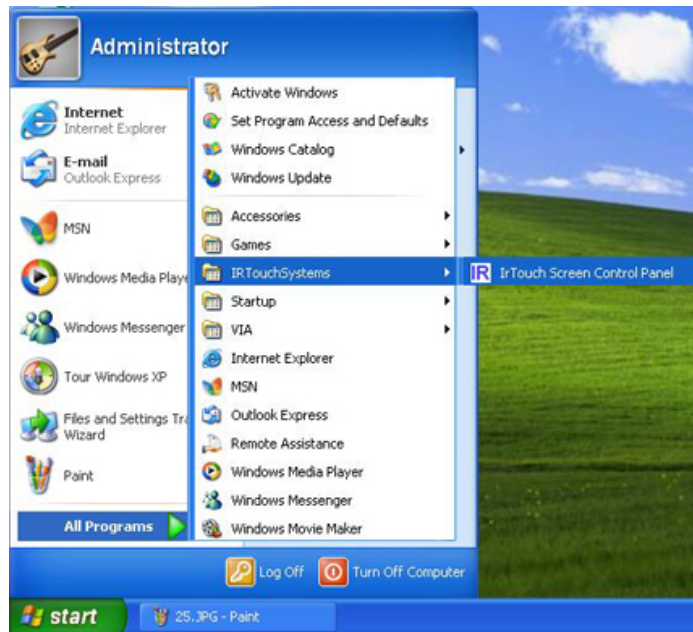 Administrator
Internet
Internet Explorer
E-mail
Outlook Express
MSN
Windows Media Playe
Windows Messenger
Tour Windows XP
Files and Settings Tra
Wizard
Paint
All Programs
Activate Windows
Set Program Access and Defaults
Windows Catalog
Windows Update
Accessories
Games
IRTouchSystems
IR IrTouch Screen Control Panel
Startup
VIA
Internet Explorer
MSN
Outlook Express
Remote Assistance
Windows Media Player
Windows Messenger
Windows Movie Maker
Log Off
Turn Off Computer
start
25.JPG - Paint